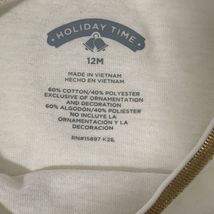 HOLIDAY TIME
12M
MADE IN VIETNAM
HECHO EN VIETNAM
60% COTTON/40% POLYESTER
EXCLUSIVE OF ORNAMENTATION
AND DECORATION
60% ALGODÓN/40% POLIESTER
NO INCLUYE LA
ORNAMENTACIÓN Y LA
DECORACIÓN
RN#15897-K26